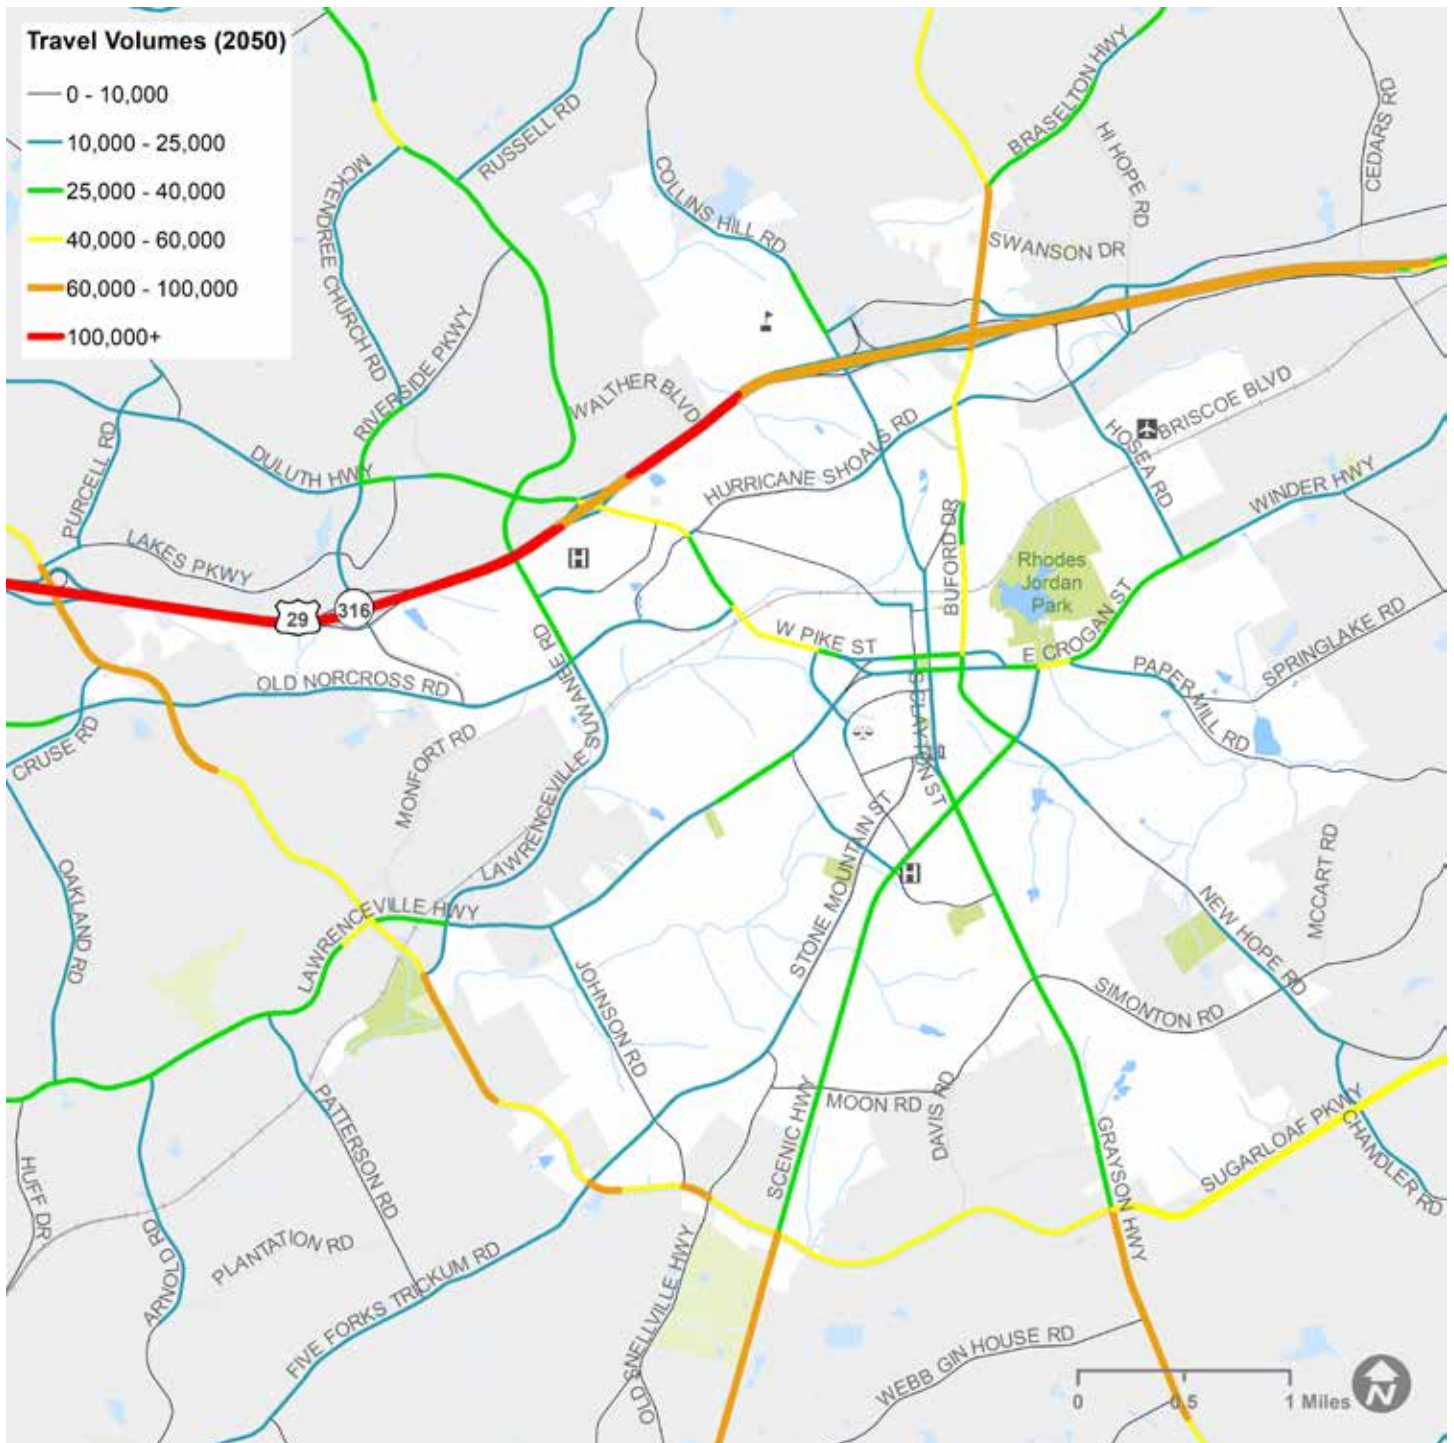 Travel Volumes (2050)
0 - 10,000
10,000 - 25,000
25,000 - 40,000
40,000 - 60,000
60,000 - 100,000
100,000+
RUSSELL RD
MCKENDREE CHURCH RD
COLLINS HILL RD
BRASELTON HWY
HI HOPE RD
CEDARS RD
SWANSON DR
RIVERSIDE PKWY
WALTHER BLVD
BRISCOE BLVD
HOSEA RD
PURCELL RD
DULUTH HWY
HURRICANE SHOALS RD
WINDER HWY
LAKES PKWY
H
BUFORD DR
Rhodes
Jordan
Park
29
316
W PIKE ST
E CROGAN ST
SPRINGLAKE RD
PAPER MILL RD
OLD NORCROSS RD
LAWRENCEVILLE SUWANEE RD
S CLAYTON ST
CRUSE RD
MONFORT RD
OAKLAND RD
LAWRENCEVILLE HWY
STONE MOUNTAIN ST
H
MCCART RD
NEW HOPE RD
JOHNSON RD
SIMONTON RD
MOON RD
DAVIS RD
SCENIC HWY
GRAYSON HWY
SUGARLOAF PKWY
CHANDLER RD
HUFF DR
ARNOLD RD
PATTERSON RD
PLANTATION RD
FIVE FORKS TRICKUM RD
OLD SNELLVILLE HWY
WEBB GIN HOUSE RD
0 0.5 1 Miles
N